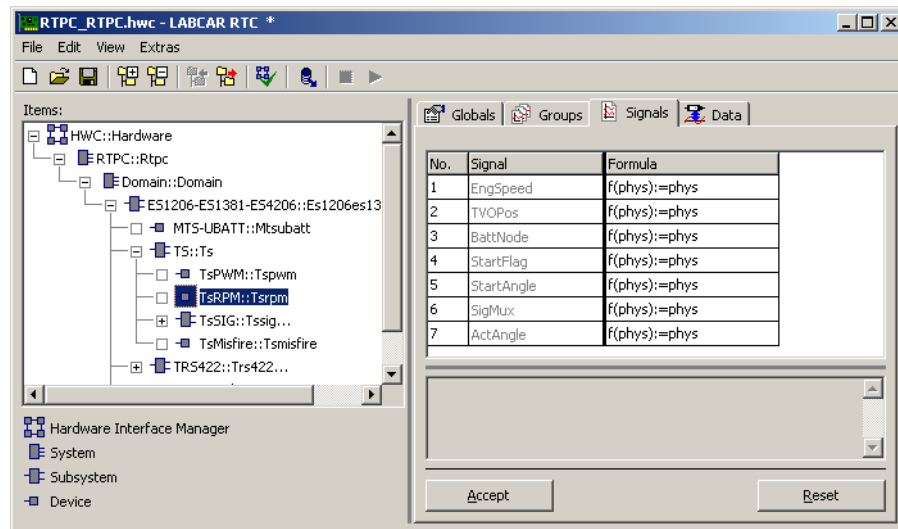 RTPC_RTPC.hwc - LABCAR RTC *
File Edit View Extras
Items:
HWC::Hardware
RTPC::Rtpc
Domain::Domain
ES1206-ES1381-ES4206::Es1206es13
MTS-UBATT::Mtsubatt
TS::Ts
TsPWM::Tspwm
TsRPM::Tsrpm
TsSIG::Tssig...
TsMisfire::Tsmisfire
TRS422::Trs422...
Hardware Interface Manager
System
Subsystem
Device
Globals Groups Signals Data
No. Signal Formula
1 EngSpeed f(phys):=phys
2 TVOPos f(phys):=phys
3 BattNode f(phys):=phys
4 StartFlag f(phys):=phys
5 StartAngle f(phys):=phys
6 SigMux f(phys):=phys
7 ActAngle f(phys):=phys
Accept Reset